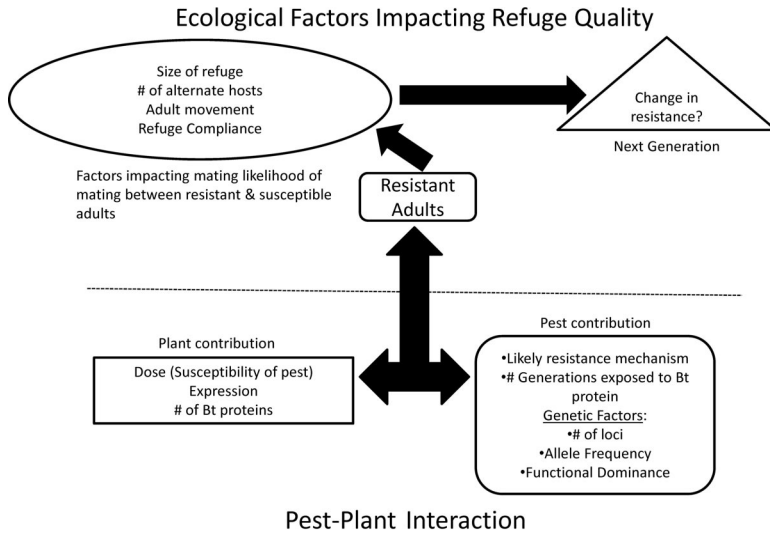 Ecological Factors Impacting Refuge Quality
Size of refuge
# of alternate hosts
Adult movement
Refuge Compliance
Change in
resistance?
Next Generation
Factors impacting mating likelihood of
mating between resistant & susceptible
adults
Resistant
Adults
Plant contribution
Dose (Susceptibility of pest)
Expression
# of Bt proteins
Pest contribution
•Likely resistance mechanism
•# Generations exposed to Bt
protein
Genetic Factors:
•# of loci
•Allele Frequency
•Functional Dominance
Pest-Plant Interaction